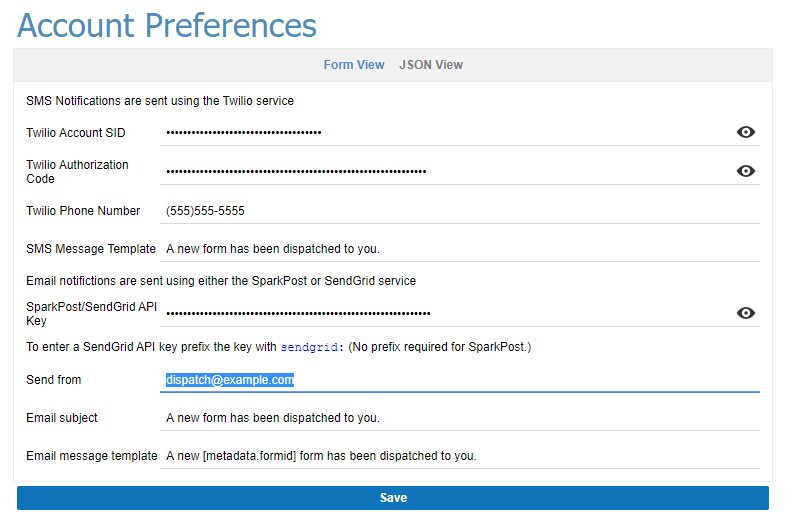 Account Preferences
Form View JSON View
SMS Notifications are sent using the Twilio service
Twilio Account SID ••••••••••••••••••••••••••••••••••••••
Twilio Authorization
Code ••••••••••••••••••••••••••••••••••••••••••••••••••••••••••••••••
Twilio Phone Number (555)555-5555
SMS Message Template A new form has been dispatched to you.
Email notifictions are sent using either the SparkPost or SendGrid service
SparkPost/SendGrid API
Key •••••••••••••••••••••••••••••••••••••••••••••••••••••••••••••••••
To enter a SendGrid API key prefix the key with sendgrid: (No prefix required for SparkPost.)
Send from dispatch@example.com
Email subject A new form has been dispatched to you.
Email message template A new [metadata.formid] form has been dispatched to you.
Save